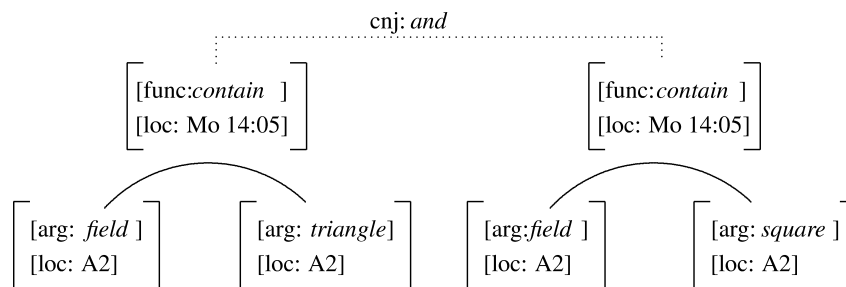 cnj: and
[func:contain ] [func:contain ]
[loc: Mo 14:05] [loc: Mo 14:05]
[arg: field ] [arg: triangle] [arg:field ] [arg: square ]
[loc: A2] [loc: A2] [loc: A2] [loc: A2]